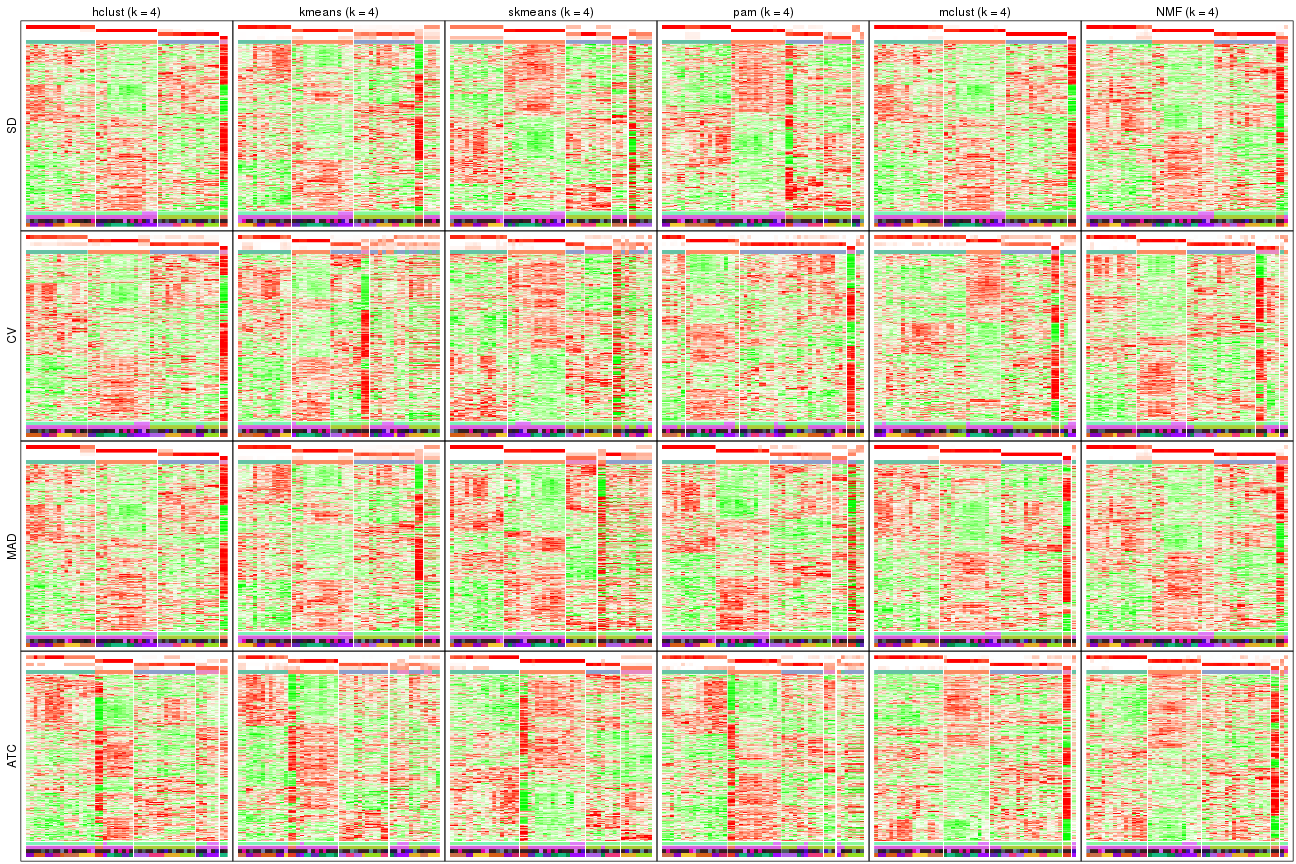 hclust (k = 4)
kmeans (k = 4)
skmeans (k = 4)
pam (k = 4)
mclust (k = 4)
NMF (k = 4)
SD
CV
MAD
ATC